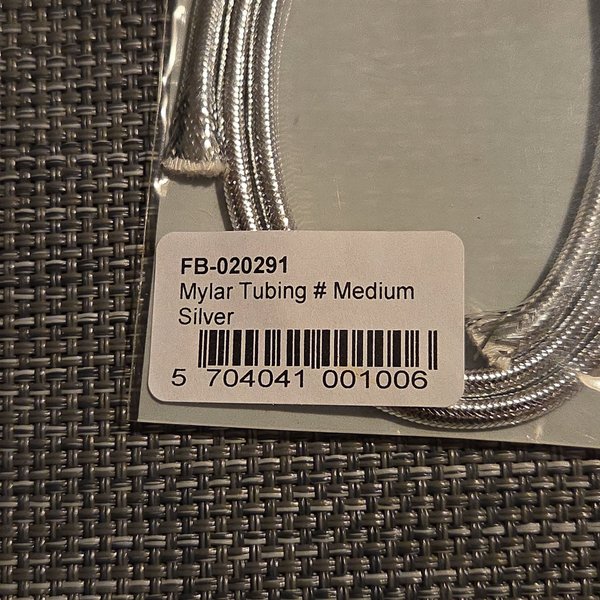 FB-020291
Mylar Tubing # Medium
Silver
5 704041 001006